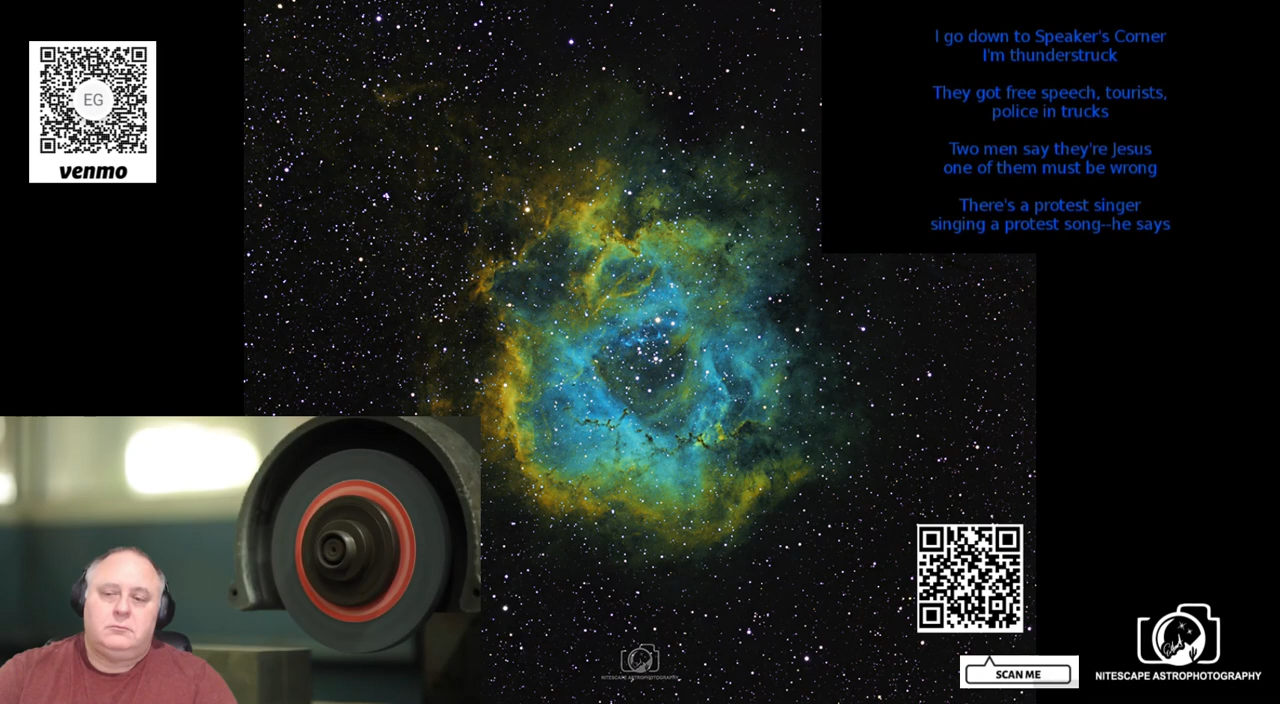 EG
venmo
I go down to Speaker's Corner
I'm thunderstruck
They got free speech, tourists,
police in trucks
Two men say they're Jesus
one of them must be wrong
There's a protest singer
singing a protest song--he says
SCAN ME
NITESCAPE ASTROPHOTOGRAPHY
NITESCAPE ASTROPHOTOGRAPHY